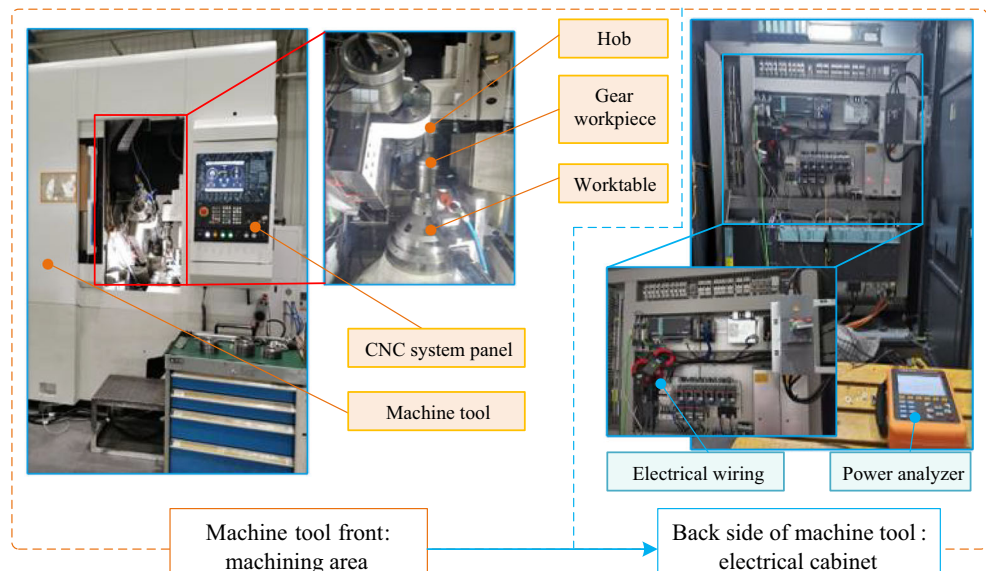 Hob
Gear
workpiece
Worktable
CNC system panel
Machine tool
Electrical wiring
Power analyzer
Machine tool front:
machining area
Back side of machine tool :
electrical cabinet